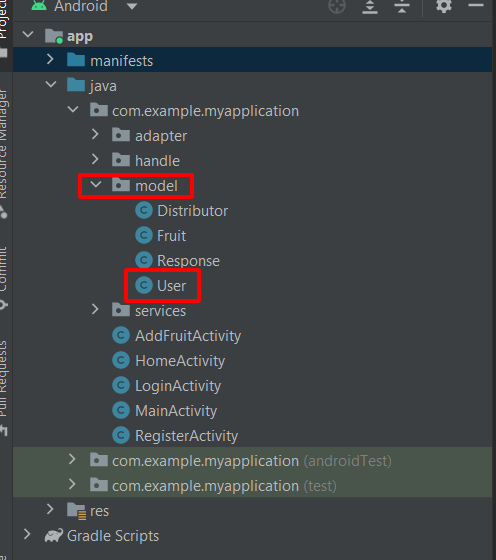 Project
Android
app
manifests
java
com.example.myapplication
adapter
handle
model
Distributor
Fruit
Response
User
services
AddFruitActivity
HomeActivity
LoginActivity
MainActivity
RegisterActivity
com.example.myapplication (androidTest)
com.example.myapplication (test)
res
Gradle Scripts
Resource Manager
Commit
Pull Requests